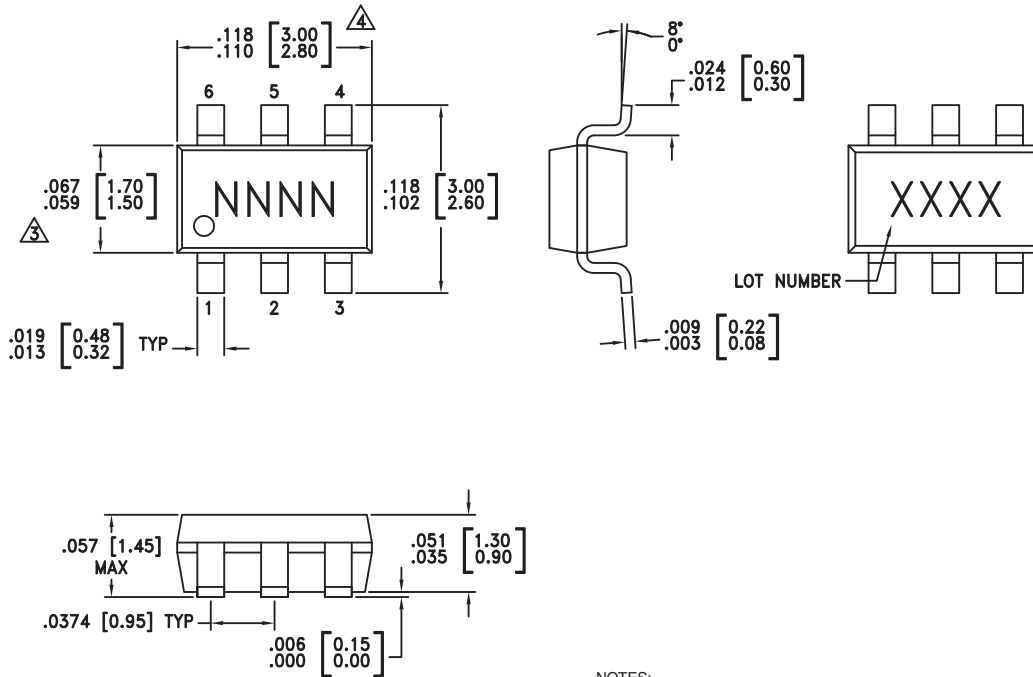 .118 [3.00]
.110 [2.80]
4
6 5 4
.067 [1.70]
.059 [1.50]
3
NNNN
.118 [3.00]
.102 [2.60]
1 2 3
.019 [0.48] TYP
.013 [0.32]
8°
0°
.024 [0.60]
.012 [0.30]
.009 [0.22]
.003 [0.08]
XXXX
LOT NUMBER
.057 [1.45]
MAX
.051 [1.30]
.035 [0.90]
.0374 [0.95] TYP
.006 [0.15]
.000 [0.00]
NOTES: